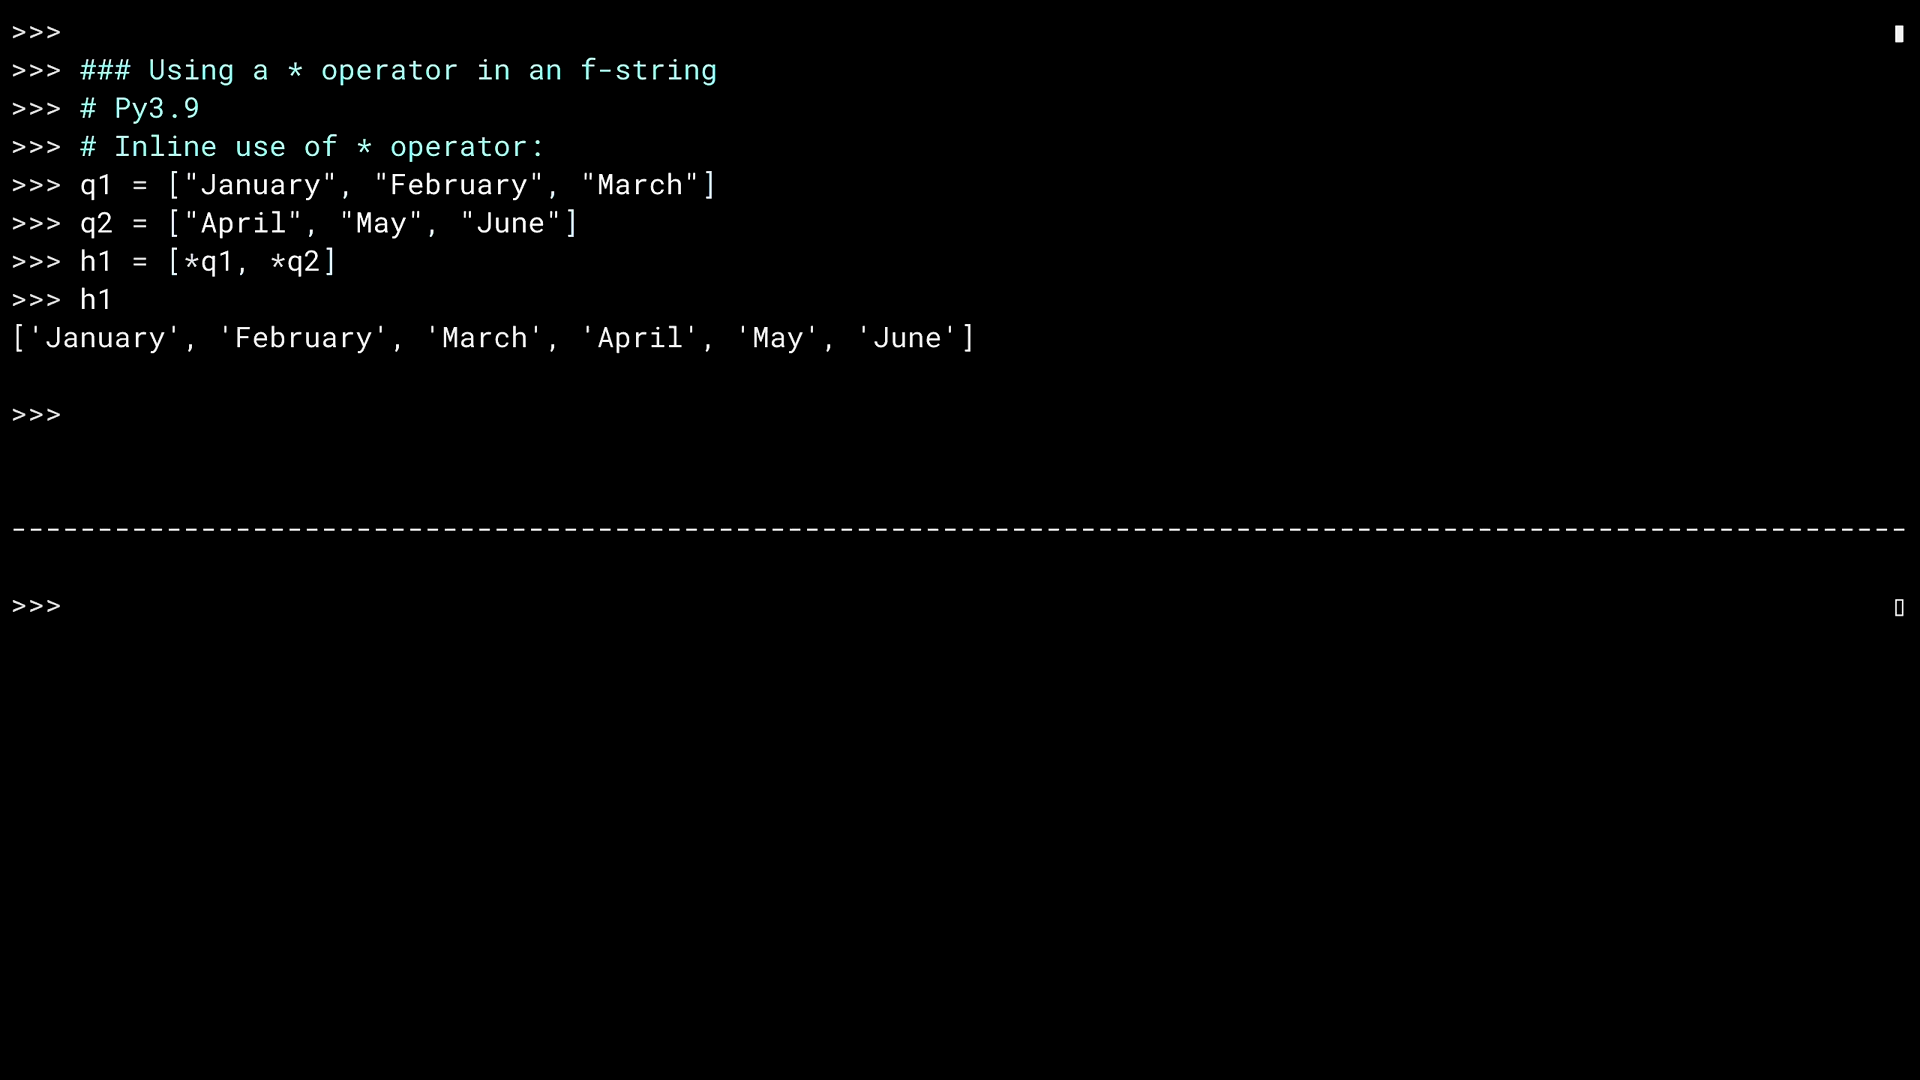 >>>
>>> ### Using a * operator in an f-string
>>> # Py3.9
>>> # Inline use of * operator:
>>> q1 = ["January", "February", "March"]
>>> q2 = ["April", "May", "June"]
>>> h1 = [*q1, *q2]
>>> h1
['January', 'February', 'March', 'April', 'May', 'June']
>>>
--------------------------------------------------------------------------------------------------------------
>>>